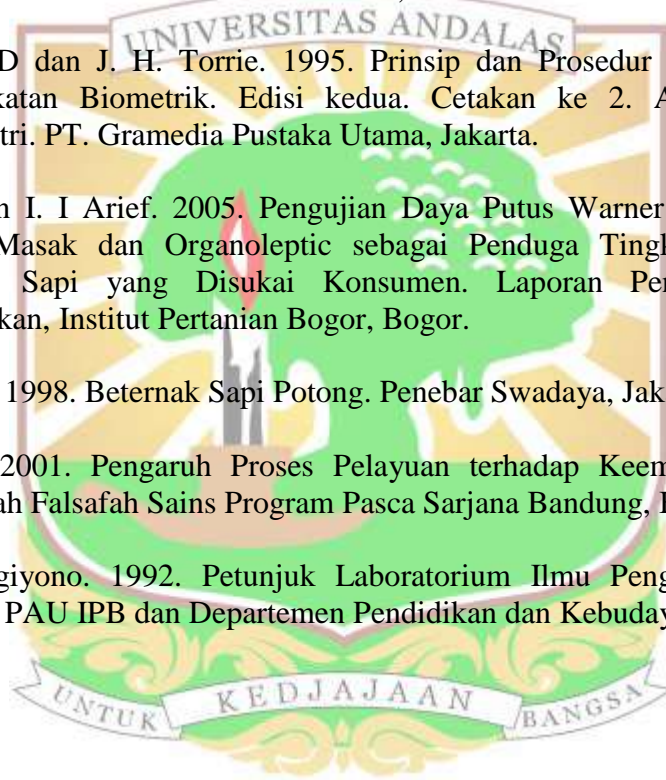 UNIVERSITAS ANDALAS
D dan J. H. Torrie. 1995. Prinsip dan Prosedur
katan Biometrik. Edisi kedua. Cetakan ke 2. A
tri. PT. Gramedia Pustaka Utama, Jakarta.
n I. I Arief. 2005. Pengujian Daya Putus Warner
Masak dan Organoleptic sebagai Penduga Tingk
Sapi yang Disukai Konsumen. Laporan Pen
kan, Institut Pertanian Bogor, Bogor.
1998. Beternak Sapi Potong. Penebar Swadaya, Jak
2001. Pengaruh Proses Pelayuan terhadap Keem
ah Falsafah Sains Program Pasca Sarjana Bandung,
giyono. 1992. Petunjuk Laboratorium Ilmu Peng
PAU IPB dan Departemen Pendidikan dan Kebuday
UNTUK KEDJAJAAN BANGSA